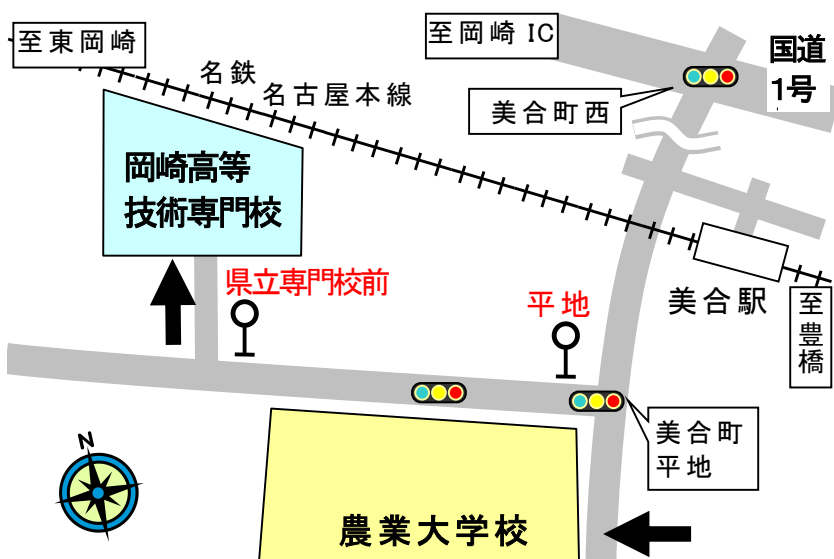 至東岡崎
名鉄
名古屋本線
至岡崎 IC
国道
1号
美合町西
岡崎高等
技術専門校
県立専門校前
平地
美合駅
至豊橋
美合町
平地
農業大学校
N